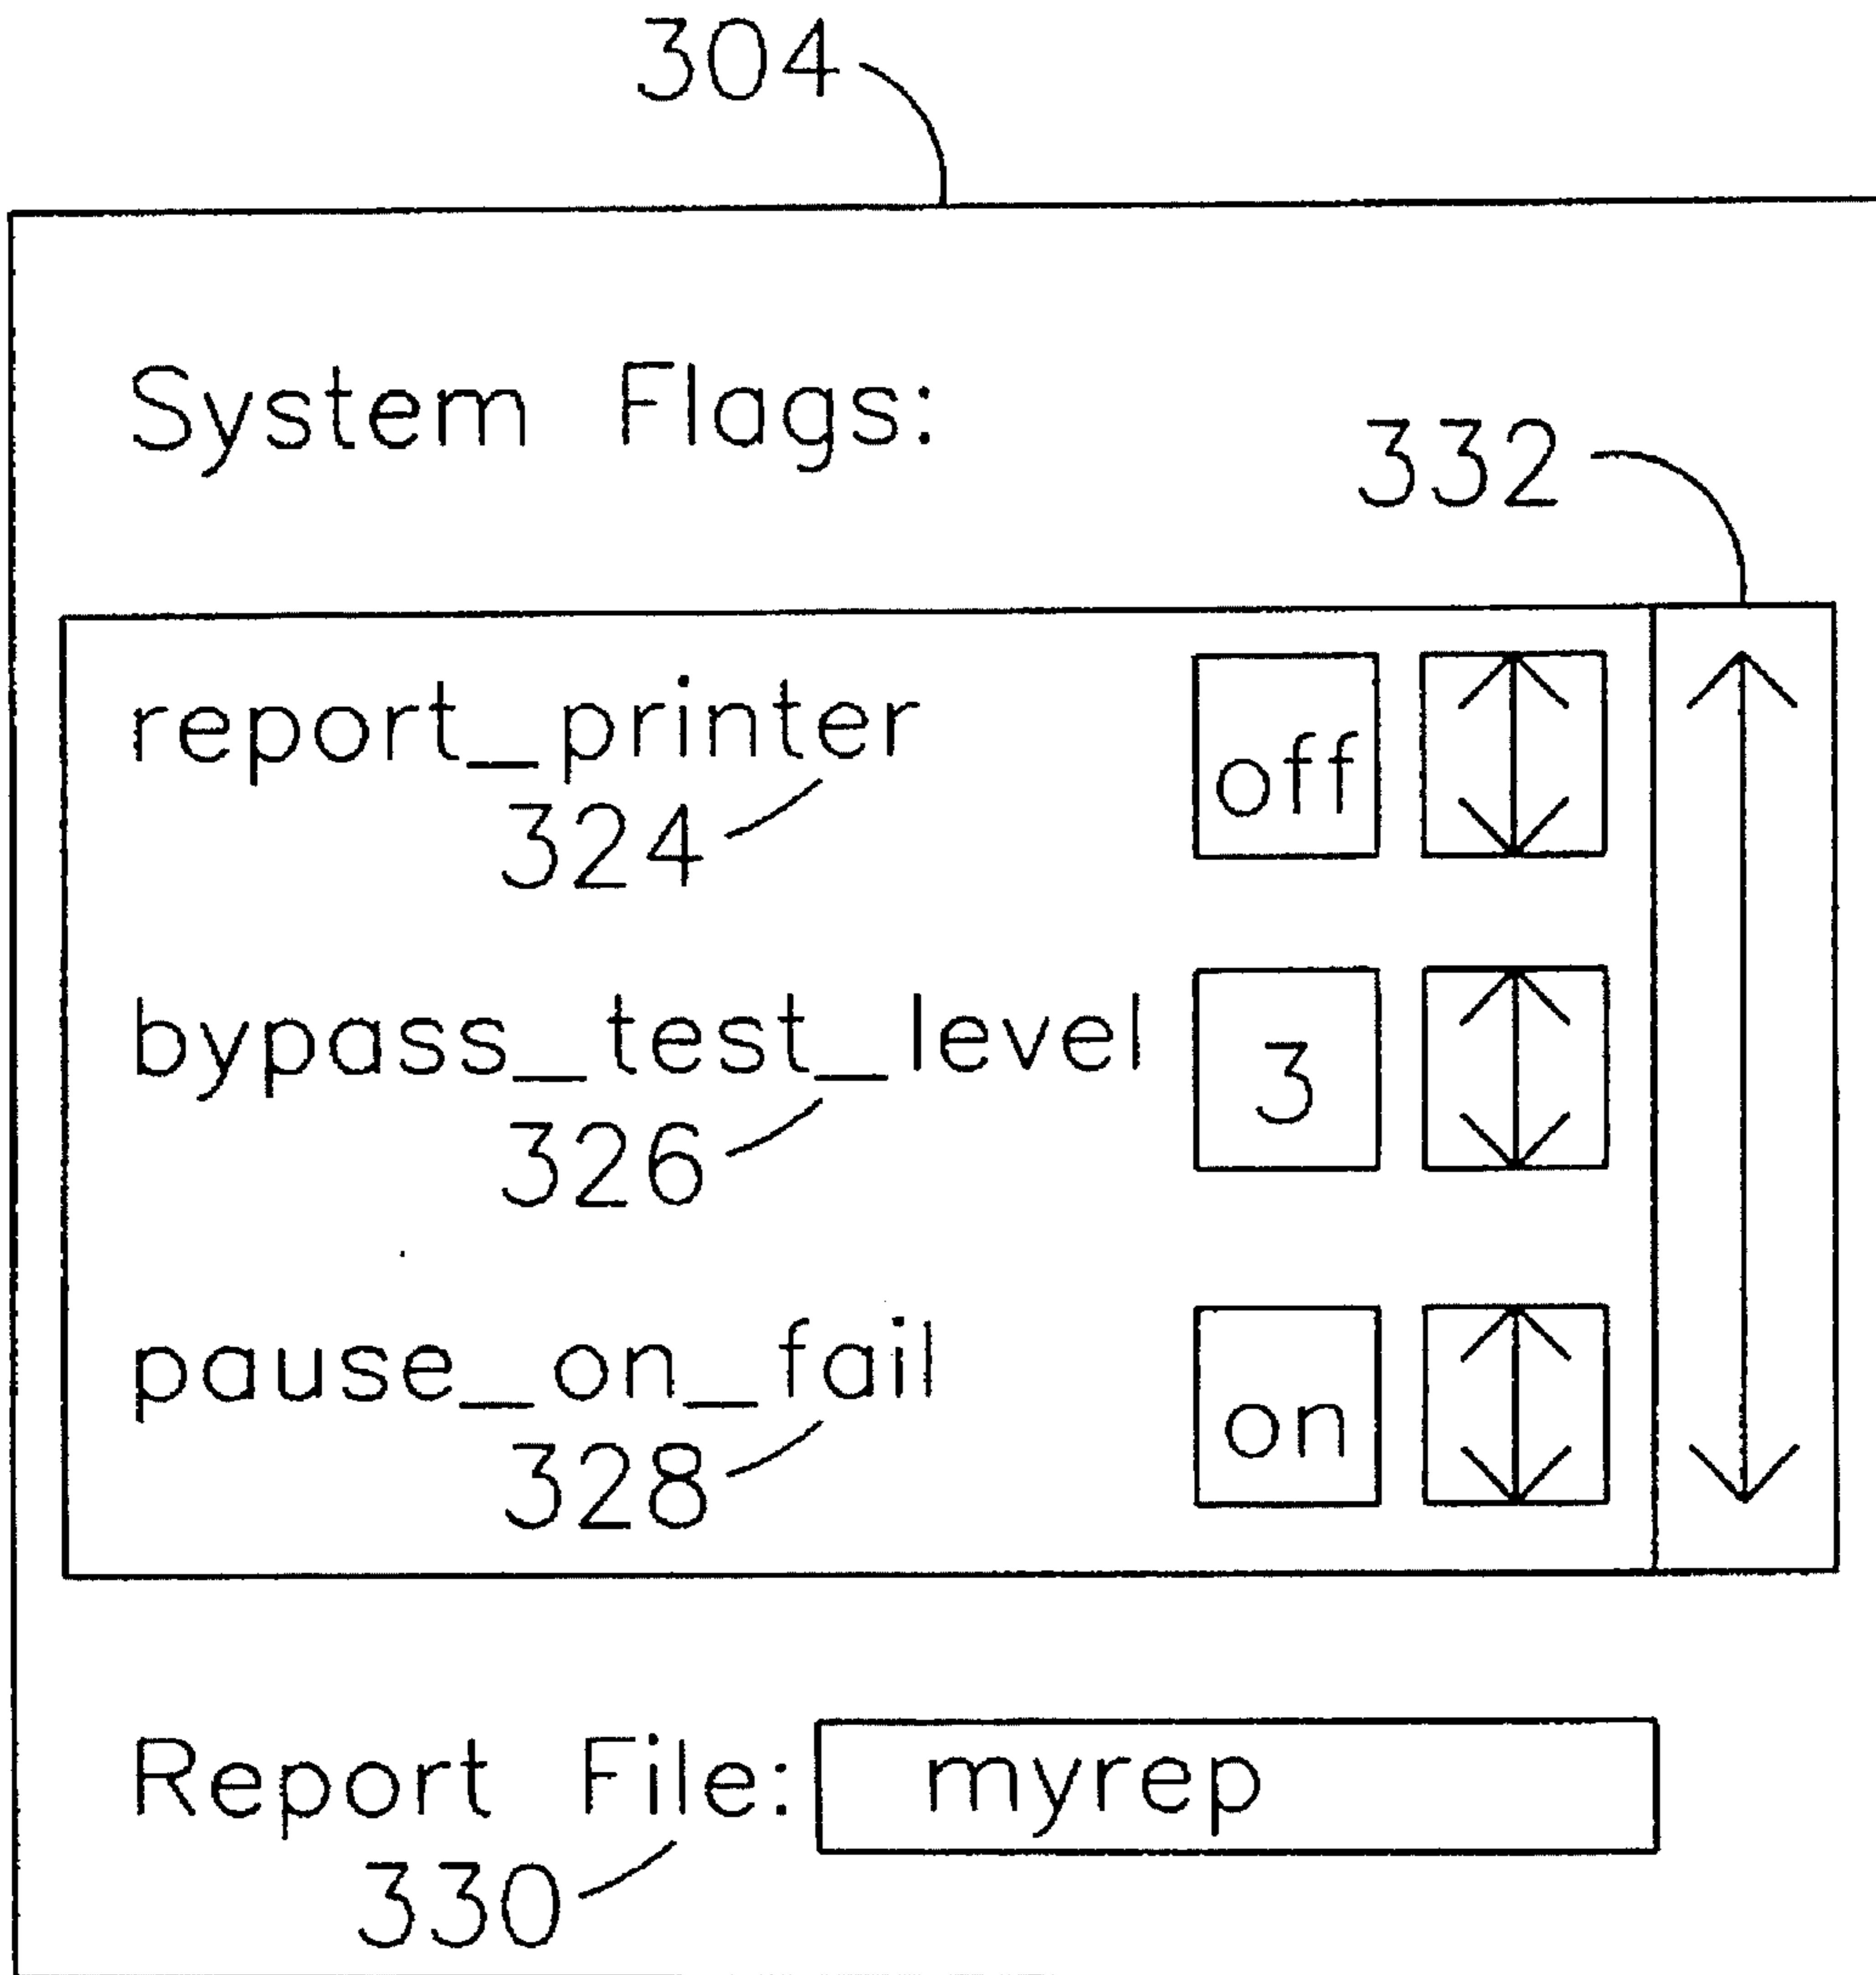 304
System Flags:
332
report_printer off
324
bypass_test_level 3
326
pause_on_fail on
328
Report File: myrep
330